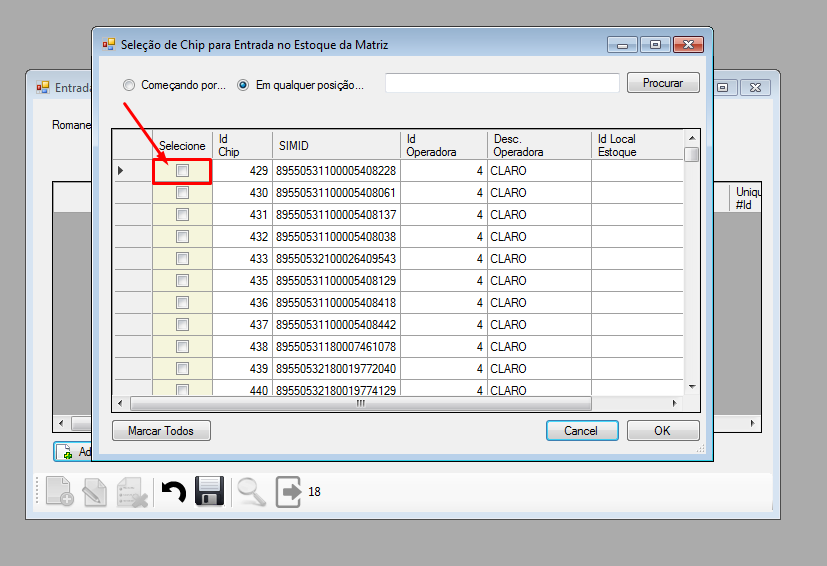 Seleção de Chip para Entrada no Estoque da Matriz
Entrada
Começando por... Em qualquer posição... Procurar
Romane
Selecione Id Chip SIMID Id Operadora Desc. Operadora Id Local Estoque
429 89550531100005408228 4 CLARO
430 89550531100005408061 4 CLARO
431 89550531100005408137 4 CLARO
432 89550531100005408038 4 CLARO
433 89550532100026409543 4 CLARO
435 89550531100005408129 4 CLARO
436 89550531100005408418 4 CLARO
437 89550531100005408442 4 CLARO
438 89550531180007461078 4 CLARO
439 89550532180019772040 4 CLARO
440 89550532180019774129 4 CLARO
Uniqu
#Id
Marcar Todos Cancel OK
Ad
18